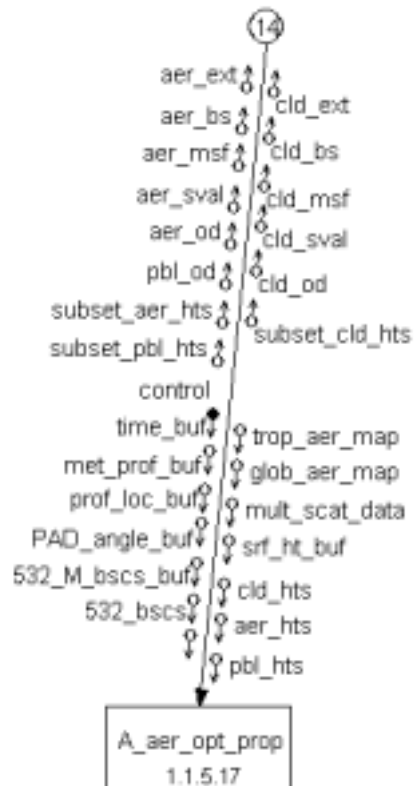 14
aer_ext
cld_ext
aer_bs
cld_bs
aer_msf
cld_msf
aer_sval
cld_sval
aer_od
cld_od
pbl_od
subset_aer_hts
subset_cld_hts
subset_pbl_hts
control
time_buf
trop_aer_map
met_prof_buf
glob_aer_map
prof_loc_buf
mult_scat_data
PAD_angle_buf
srf_ht_buf
532_M_bscs_buf
cld_hts
532_bscs
aer_hts
pbl_hts
A_aer_opt_prop
1.1.5.17